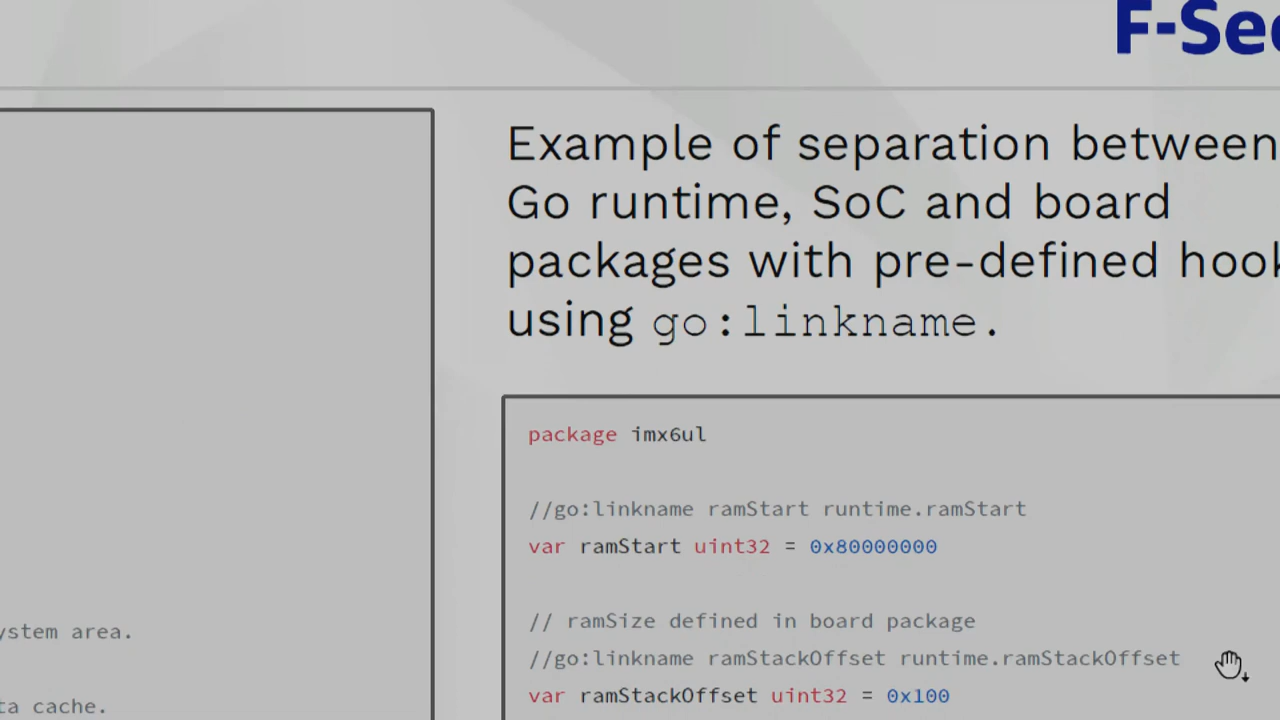 F-Sec
Example of separation between
Go runtime, SoC and board
packages with pre-defined hook
using go:linkname.
package imx6ul
//go:linkname ramStart runtime.ramStart
var ramStart uint32 = 0x80000000
// ramSize defined in board package
//go:linkname ramStackOffset runtime.ramStackOffset
var ramStackOffset uint32 = 0x100
ystem area.
ta cache.